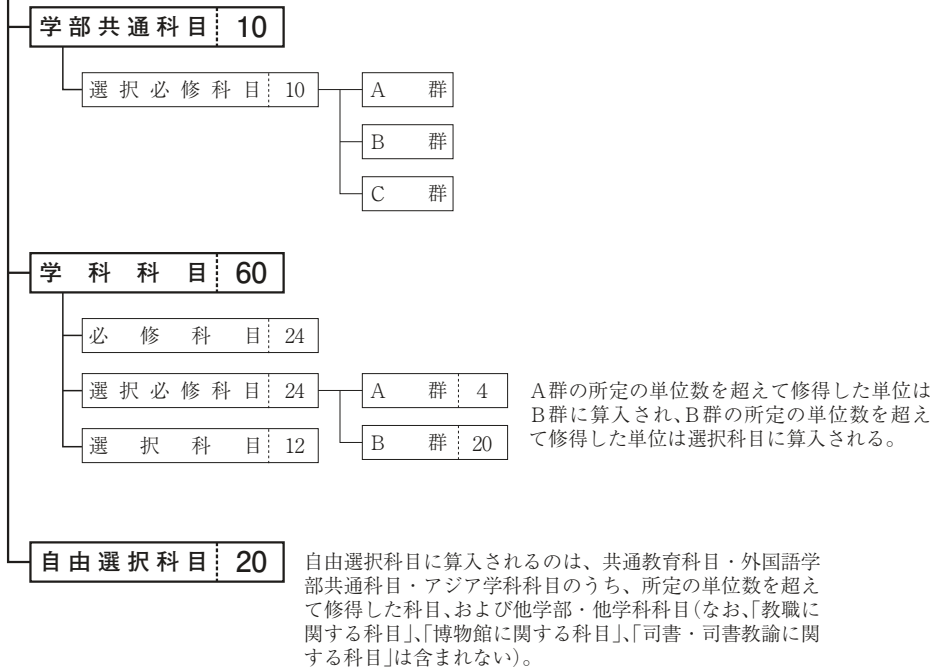 学部共通科目 10
選択必修科目 10
A 群
B 群
C 群
学科科目 60
必修科目 24
選択必修科目 24
A 群 4
A群の所定の単位数を超えて修得した単位は
B群に算入され、B群の所定の単位数を超え
て修得した単位は選択科目に算入される。
選択科目 12
B 群 20
自由選択科目 20
自由選択科目に算入されるのは、共通教育科目・外国語学
部共通科目・アジア学科科目のうち、所定の単位数を超え
て修得した科目、および他学部・他学科科目(なお、「教職に
関する科目」、「博物館に関する科目」、「司書・司書教諭に関
する科目」は含まれない)。